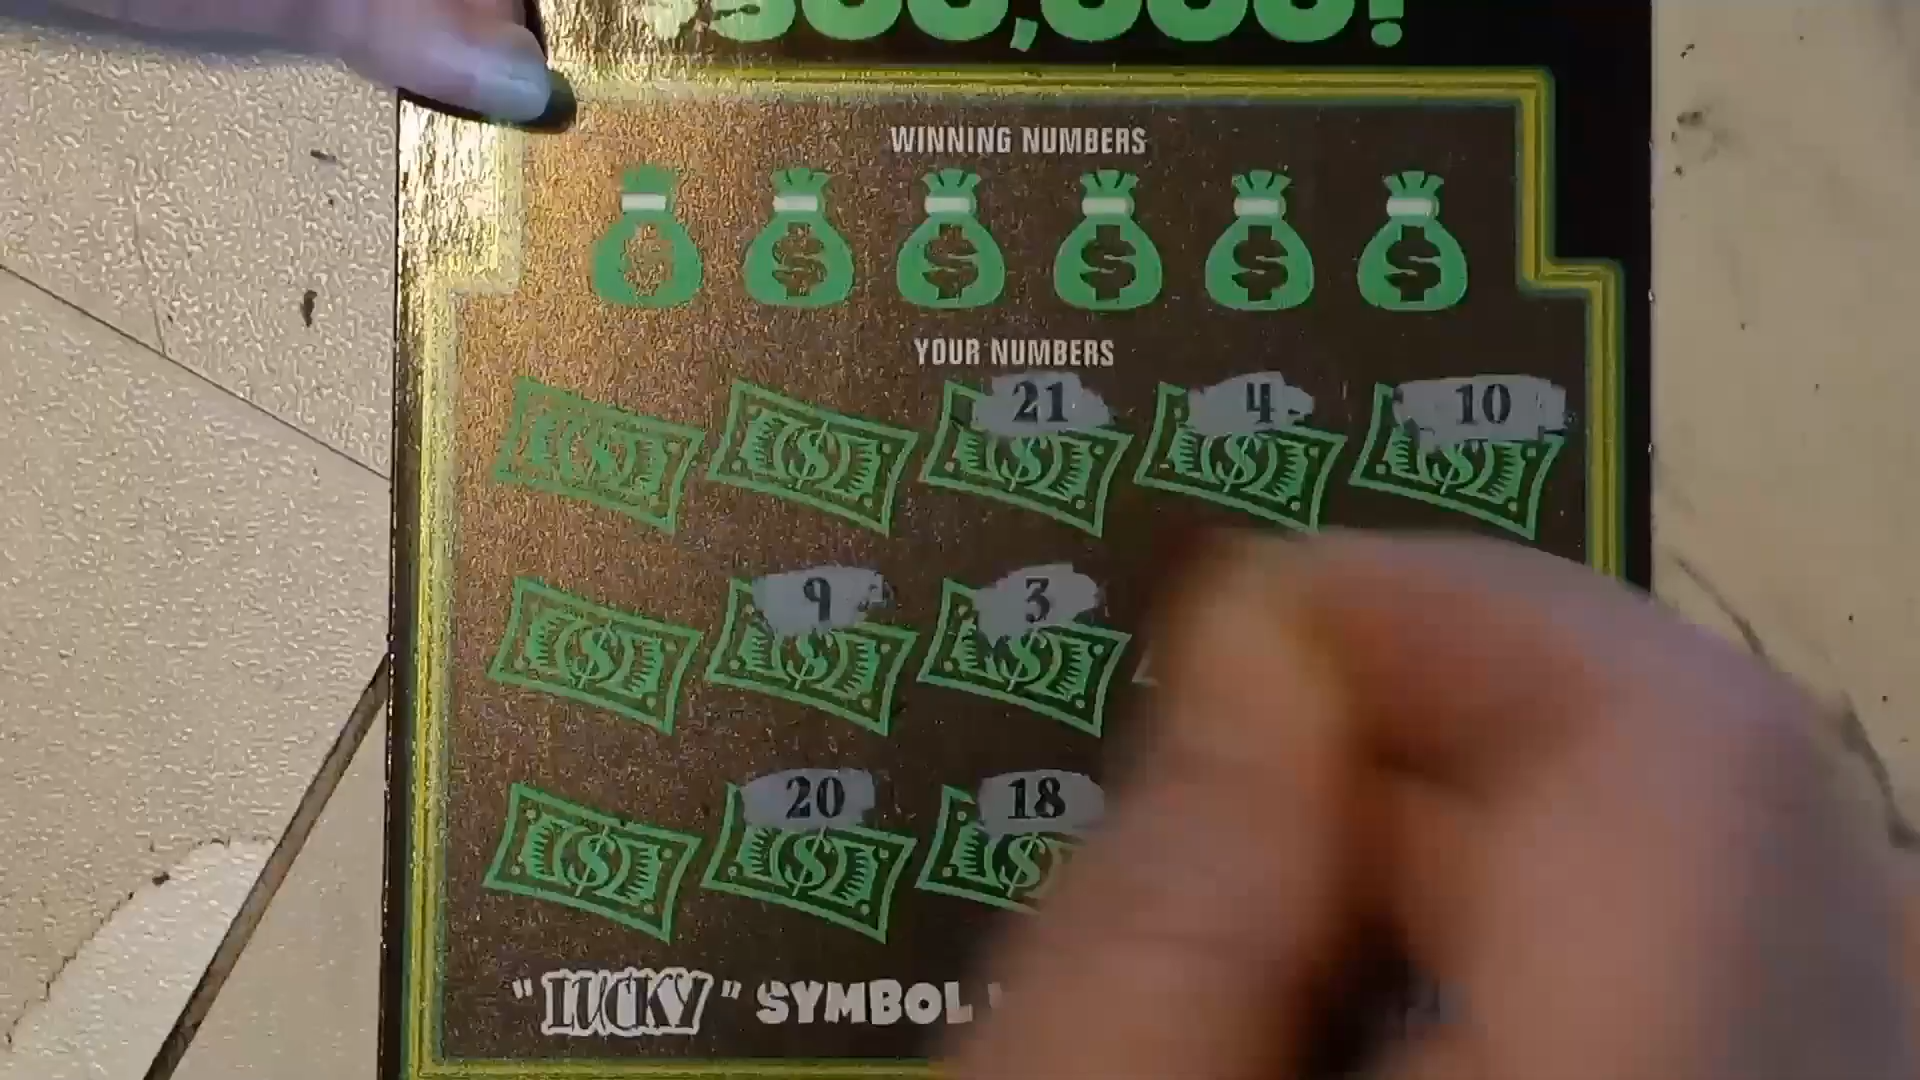 WINNING NUMBERS
YOUR NUMBERS
21 4 10
9 3
20 18
"LUCKY" SYMBOL